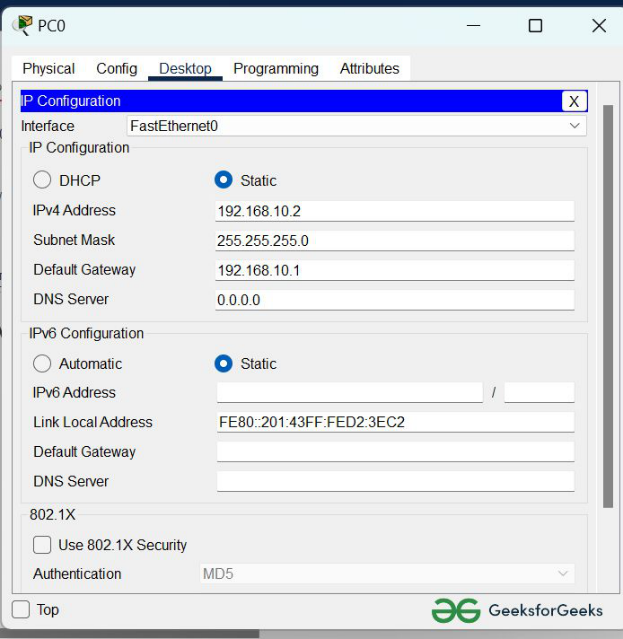 PC0
Physical Config Desktop Programming Attributes
IP Configuration X
Interface FastEthernet0
IP Configuration
DHCP Static
IPv4 Address 192.168.10.2
Subnet Mask 255.255.255.0
Default Gateway 192.168.10.1
DNS Server 0.0.0.0
IPv6 Configuration
Automatic Static
IPv6 Address /
Link Local Address FE80::201:43FF:FED2:3EC2
Default Gateway
DNS Server
802.1X
Use 802.1X Security
Authentication MD5
Top GeeksforGeeks